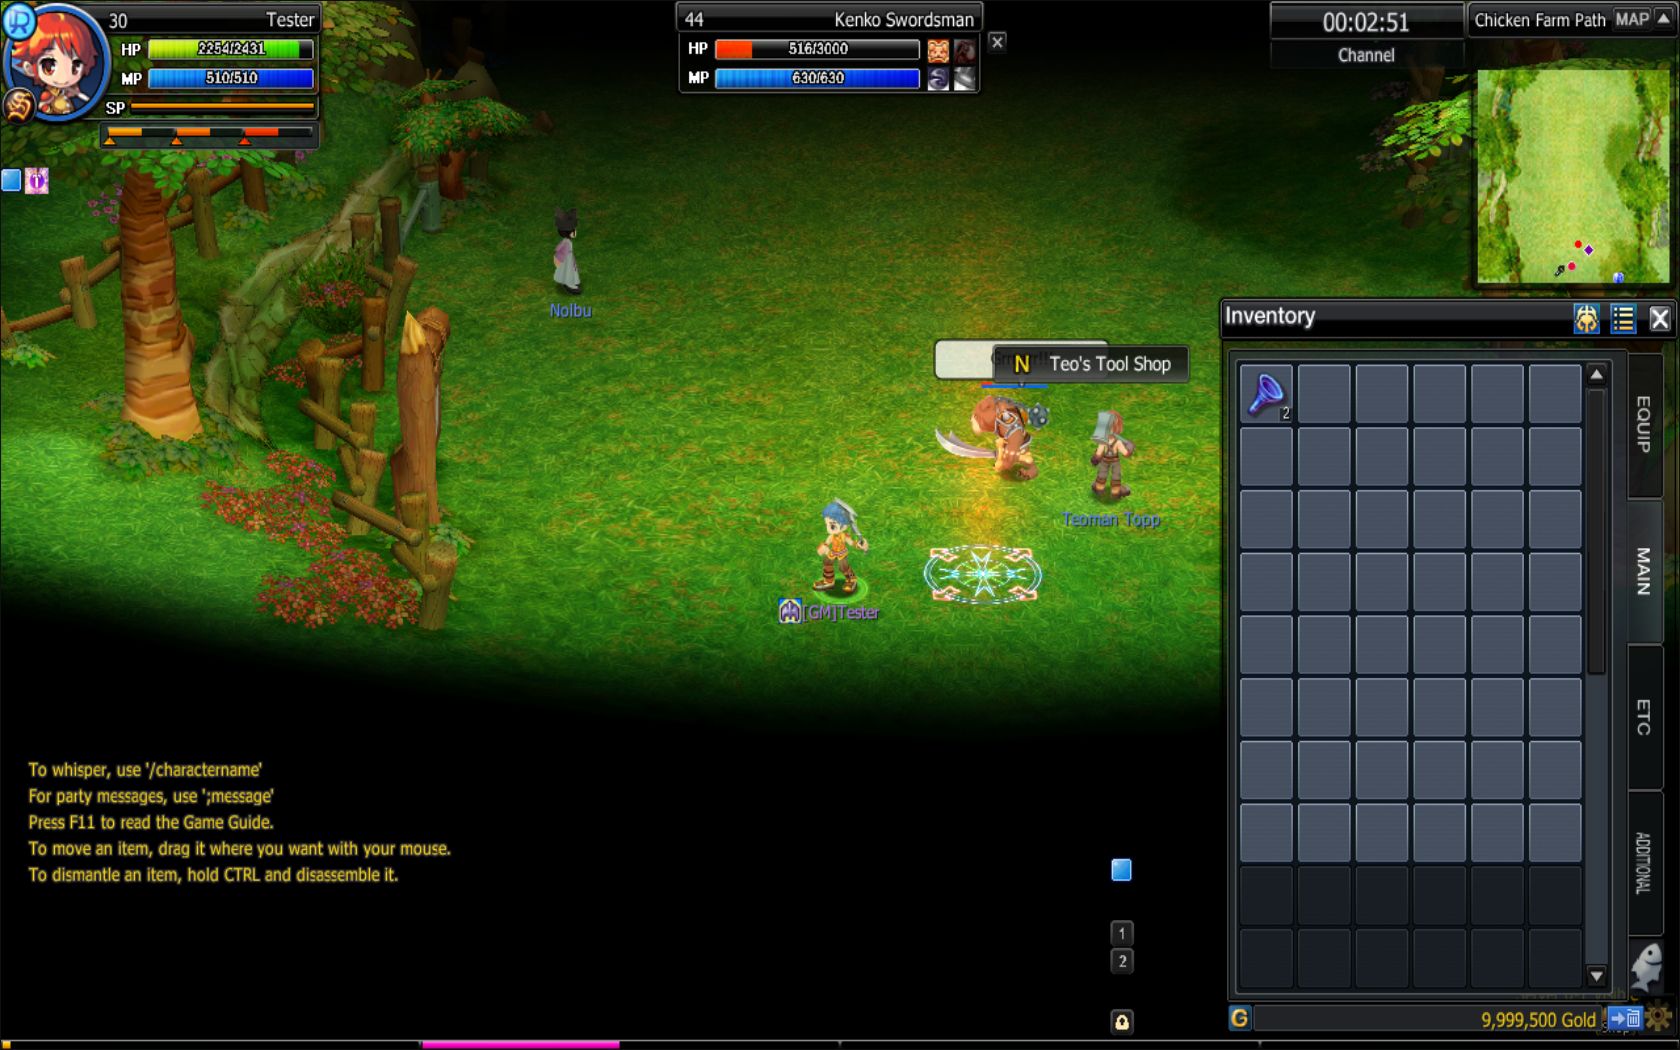 30
Tester
HP
2254/2431
MP
510/510
SP
44
Kenko Swordsman
HP
516/3000
MP
630/630
00:02:51
Channel
Chicken Farm Path
MAP
Nolbu
N
Teo's Tool Shop
Teoman Topp
[GM]Tester
Inventory
2
EQUIP
MAIN
ETC
ADDITIONAL
To whisper, use '/charactername'
For party messages, use ';message'
Press F11 to read the Game Guide.
To move an item, drag it where you want with your mouse.
To dismantle an item, hold CTRL and disassemble it.
1
2
G
9,999,500 Gold